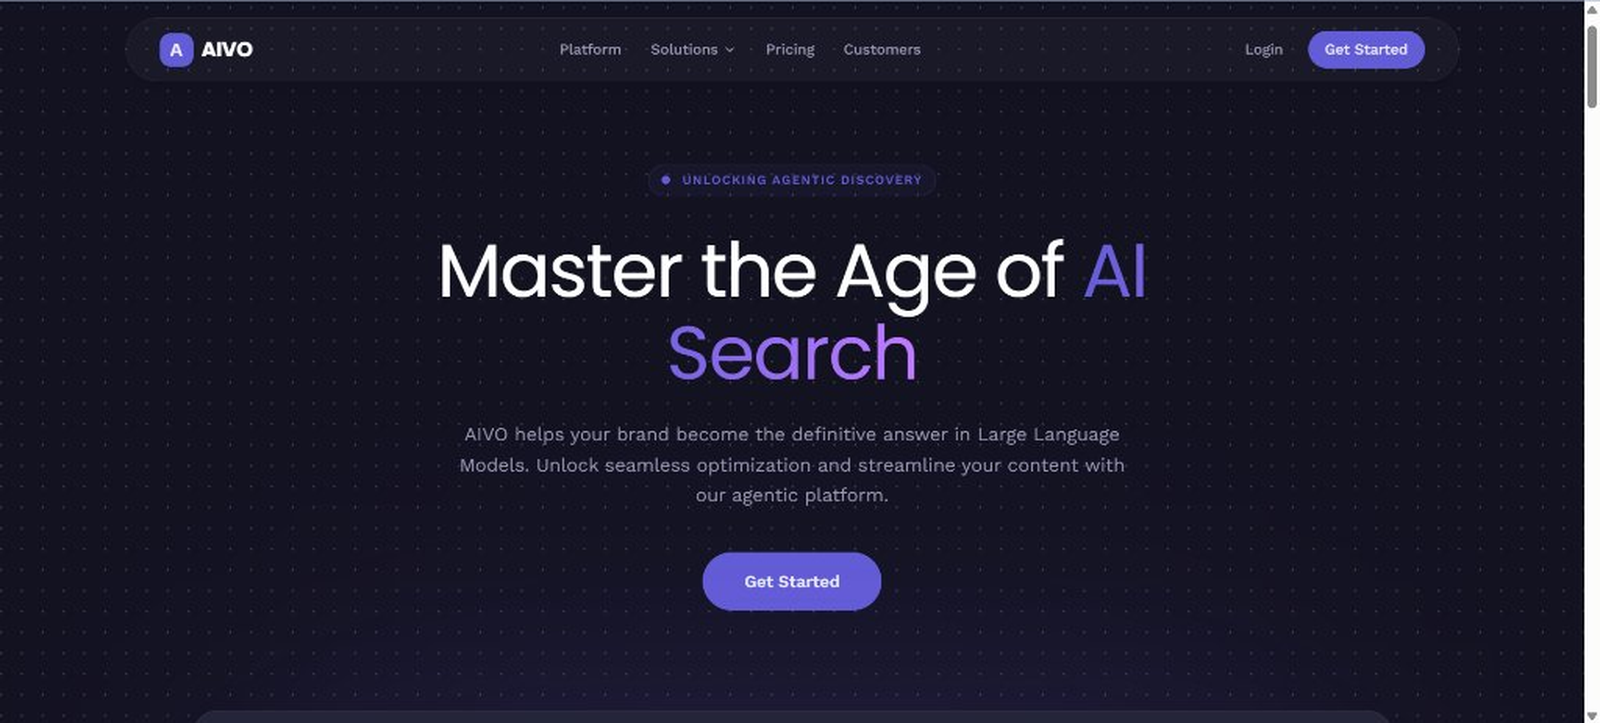 A AIVO
Platform Solutions Pricing Customers
Login Get Started
UNLOCKING AGENTIC DISCOVERY
Master the Age of AI
Search
AIVO helps your brand become the definitive answer in Large Language
Models. Unlock seamless optimization and streamline your content with
our agentic platform.
Get Started